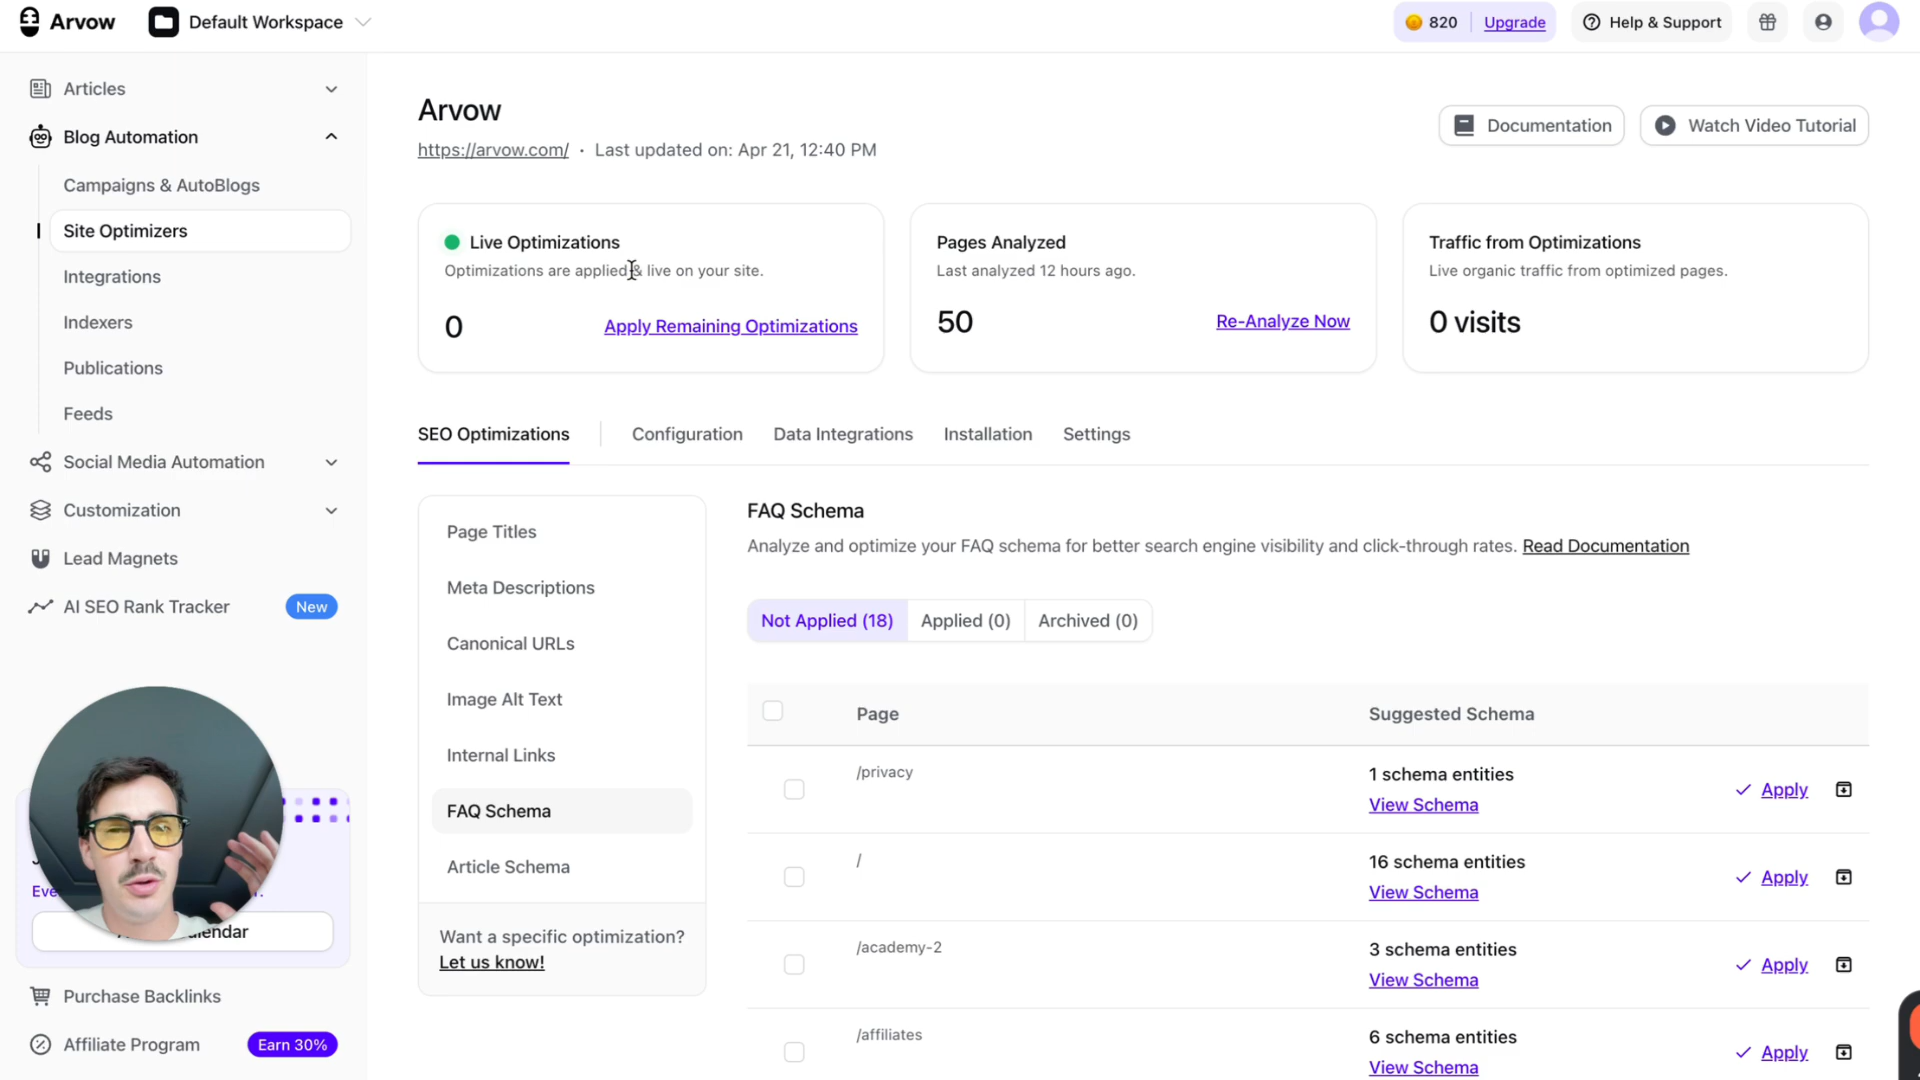 Arvow
Default Workspace
820
Upgrade
Help & Support
Articles
Blog Automation
Campaigns & AutoBlogs
Site Optimizers
Integrations
Indexers
Publications
Feeds
Social Media Automation
Customization
Lead Magnets
AI SEO Rank Tracker
New
Purchase Backlinks
Affiliate Program
Earn 30%
Arvow
https://arvow.com/ · Last updated on: Apr 21, 12:40 PM
Documentation
Watch Video Tutorial
Live Optimizations
Optimizations are applied & live on your site.
0
Apply Remaining Optimizations
Pages Analyzed
Last analyzed 12 hours ago.
50
Re-Analyze Now
Traffic from Optimizations
Live organic traffic from optimized pages.
0 visits
SEO Optimizations
Configuration
Data Integrations
Installation
Settings
Page Titles
Meta Descriptions
Canonical URLs
Image Alt Text
Internal Links
FAQ Schema
Article Schema
Want a specific optimization?
Let us know!
FAQ Schema
Analyze and optimize your FAQ schema for better search engine visibility and click-through rates. Read Documentation
Not Applied (18)
Applied (0)
Archived (0)
Page
Suggested Schema
/privacy
1 schema entities
View Schema
Apply
/
16 schema entities
View Schema
Apply
/academy-2
3 schema entities
View Schema
Apply
/affiliates
6 schema entities
View Schema
Apply